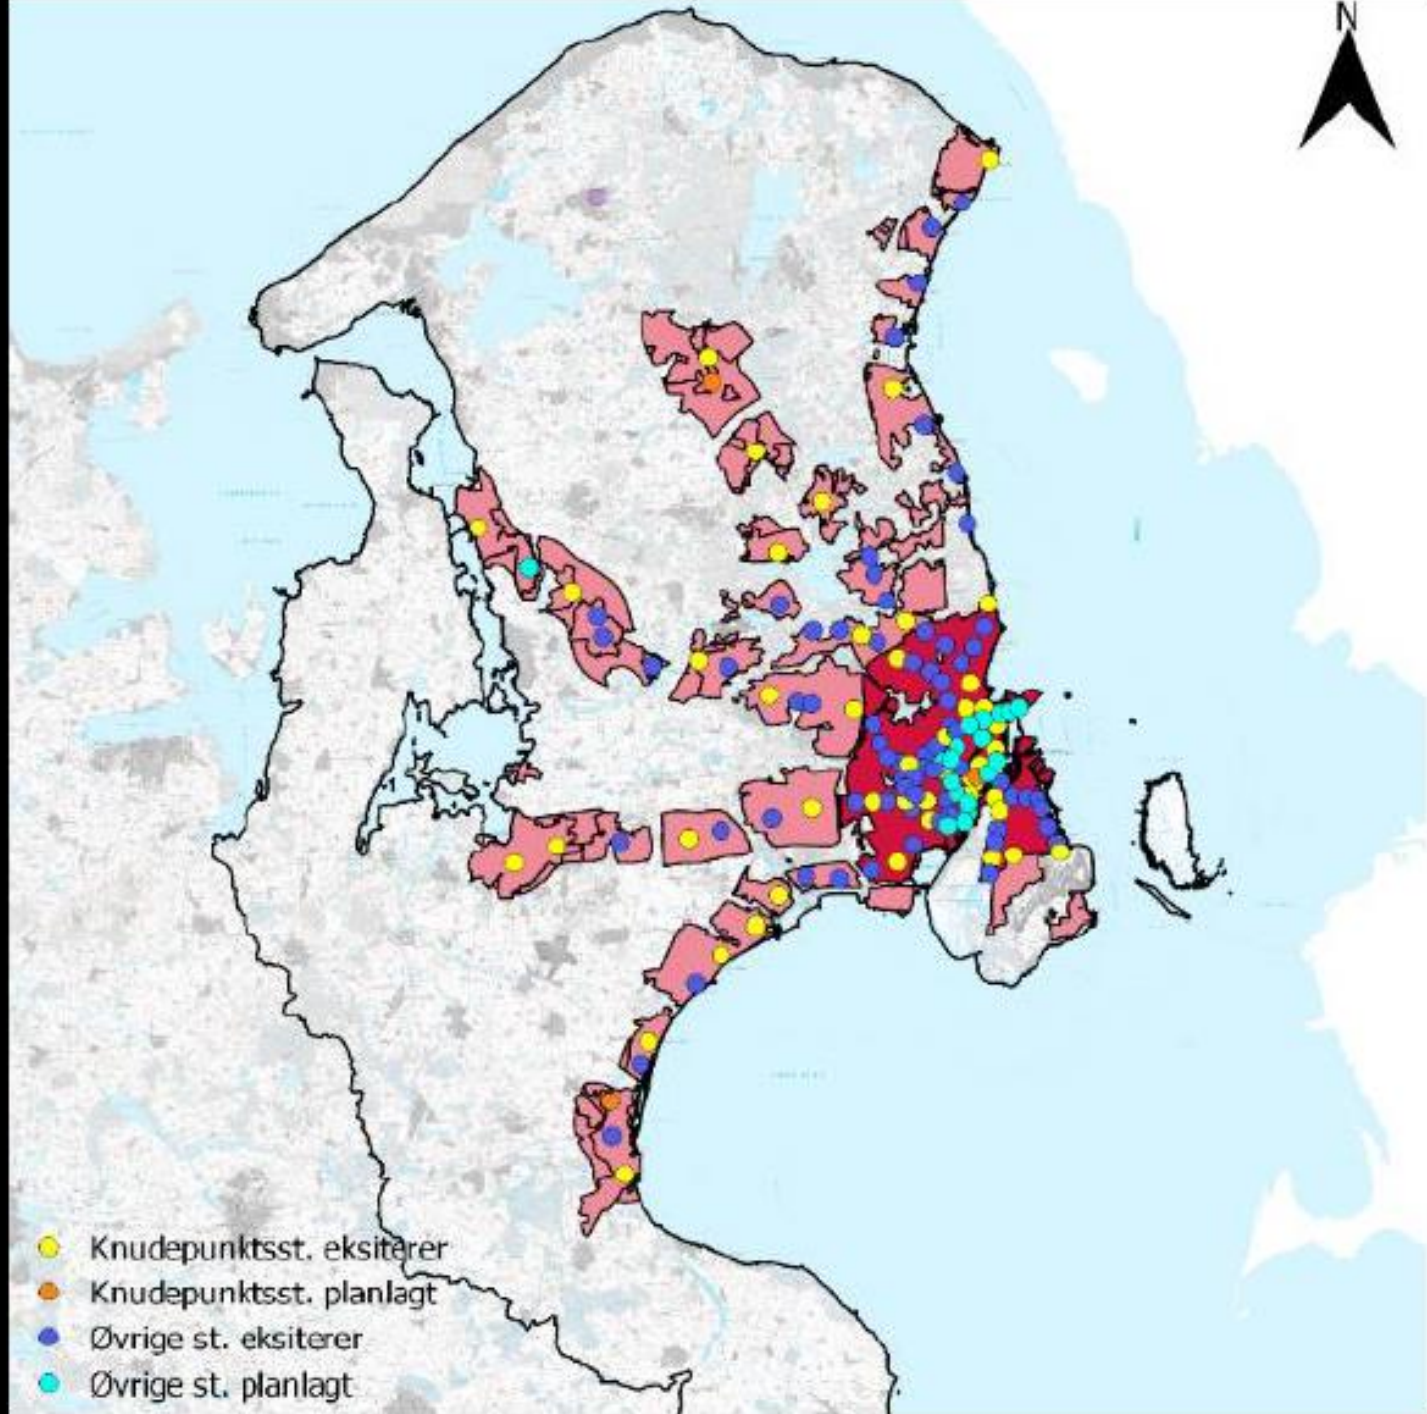 N
Knudepunktsst. eksiterer
Knudepunktsst. planlagt
Øvrige st. eksiterer
Øvrige st. planlagt